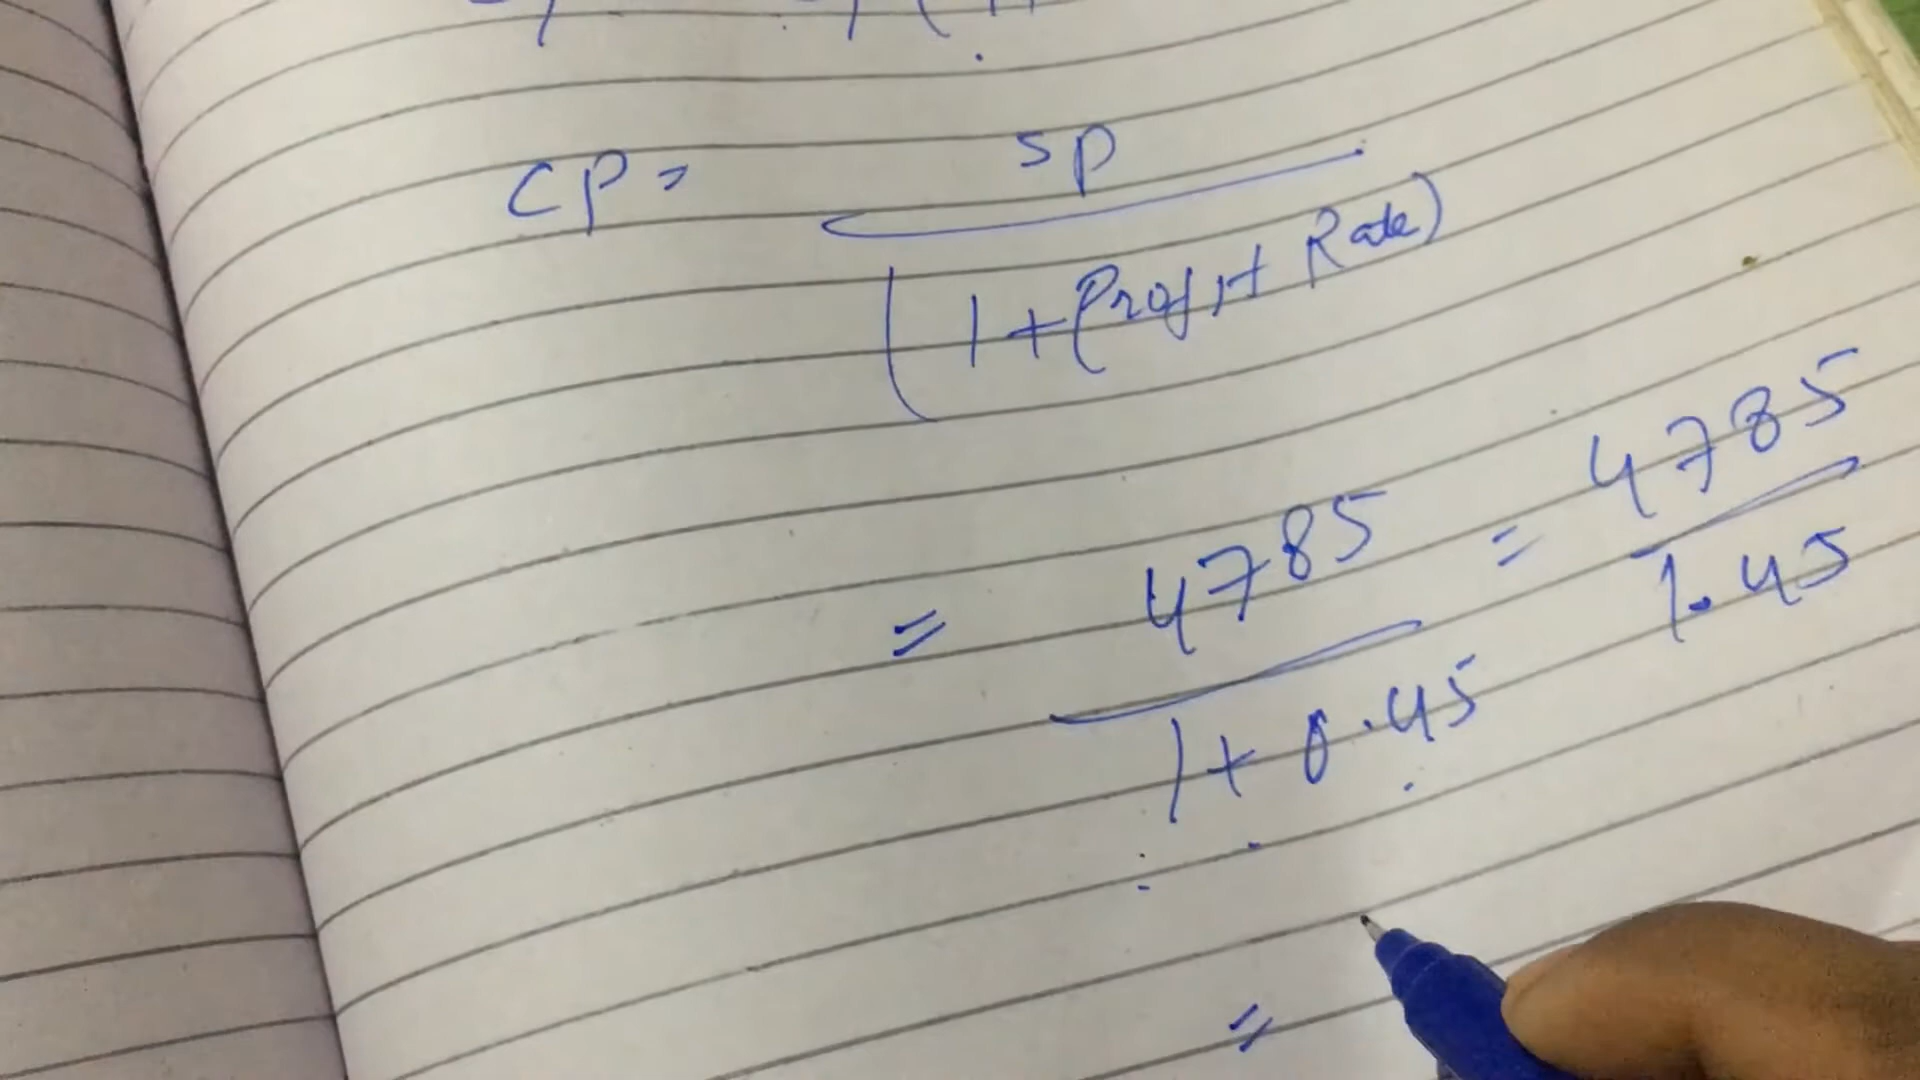 CP = SP
(1 + (Profit Rate)
= 4785 = 4785
1 + 0.45 1.45
=